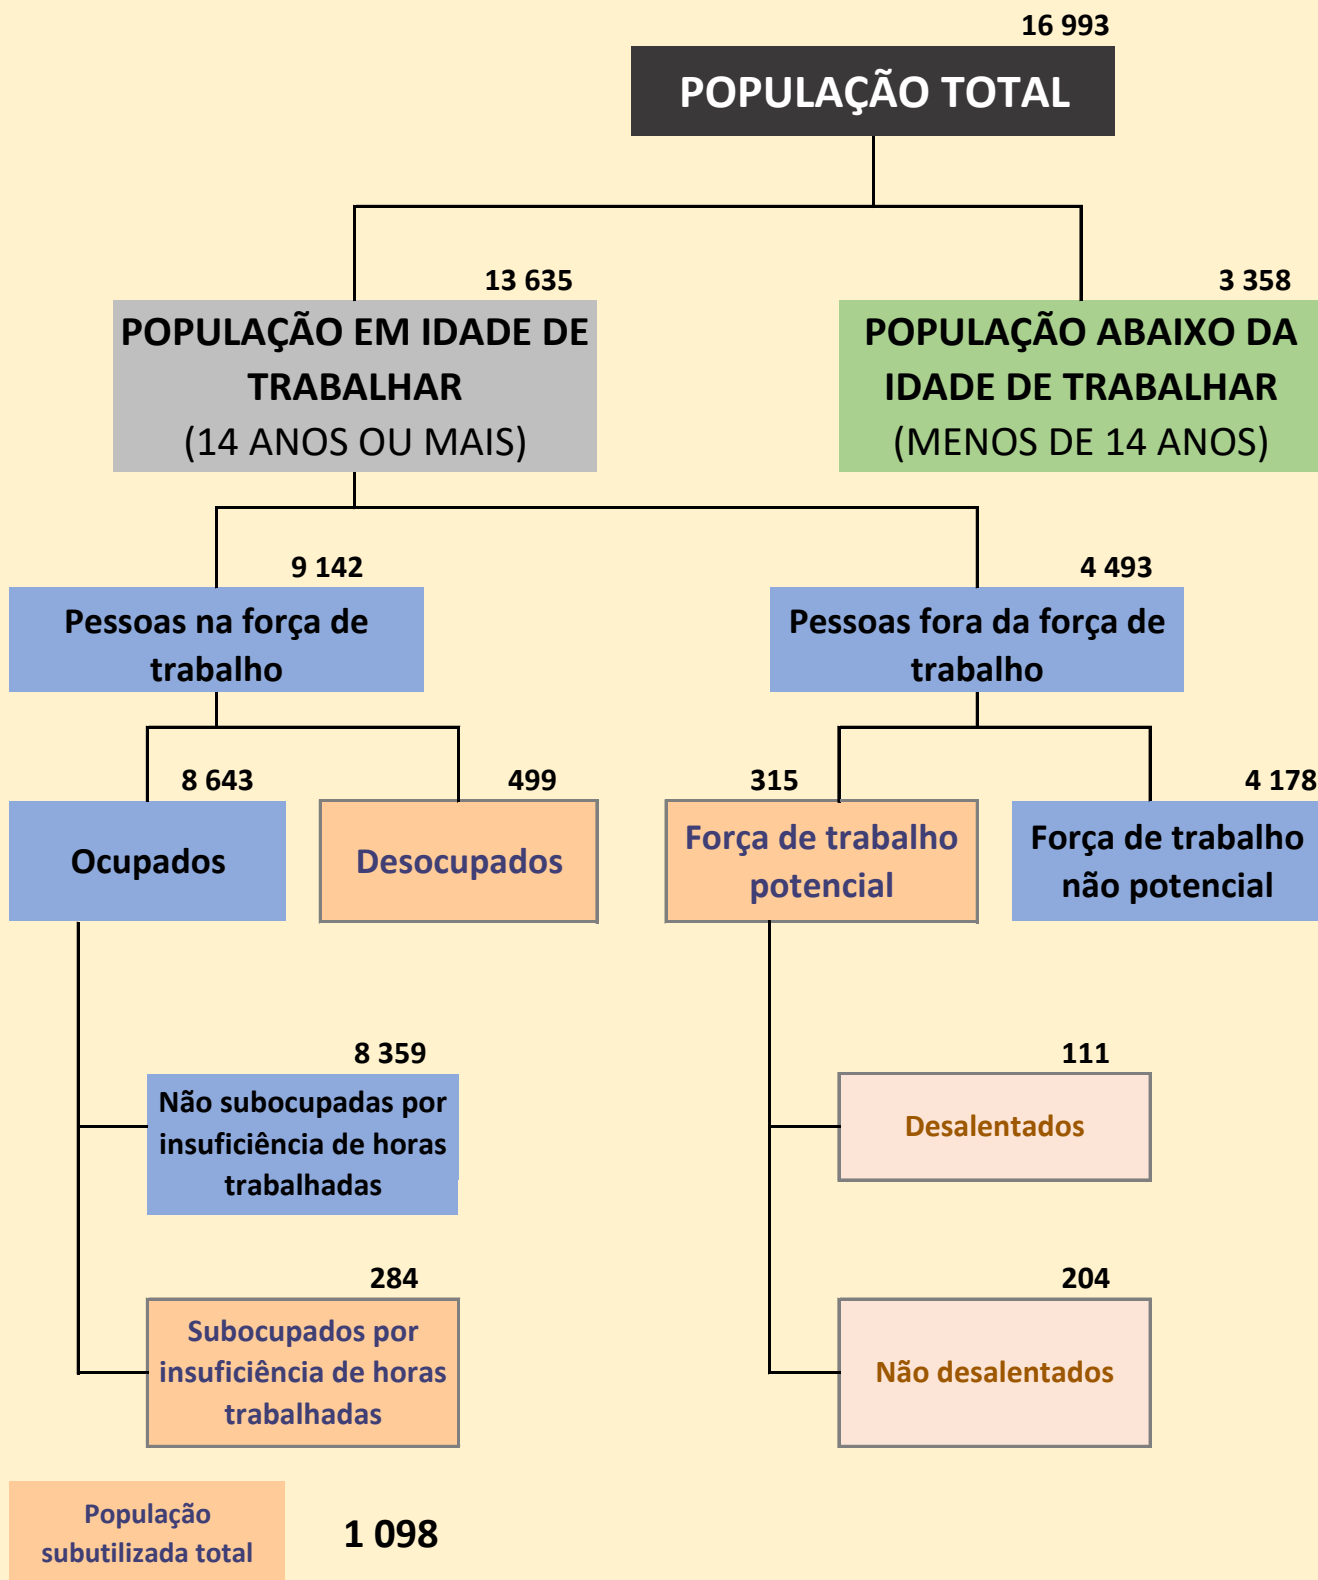 16 993
POPULAÇÃO TOTAL
13 635
POPULAÇÃO EM IDADE DE
TRABALHAR
(14 ANOS OU MAIS)
3 358
POPULAÇÃO ABAIXO DA
IDADE DE TRABALHAR
(MENOS DE 14 ANOS)
9 142
Pessoas na força de
trabalho
4 493
Pessoas fora da força de
trabalho
8 643
Ocupados
499
Desocupados
315
Força de trabalho
potencial
4 178
Força de trabalho
não potencial
8 359
Não subocupadas por
insuficiência de horas
trabalhadas
111
Desalentados
284
Subocupados por
insuficiência de horas
trabalhadas
204
Não desalentados
População
subutilizada total
1 098